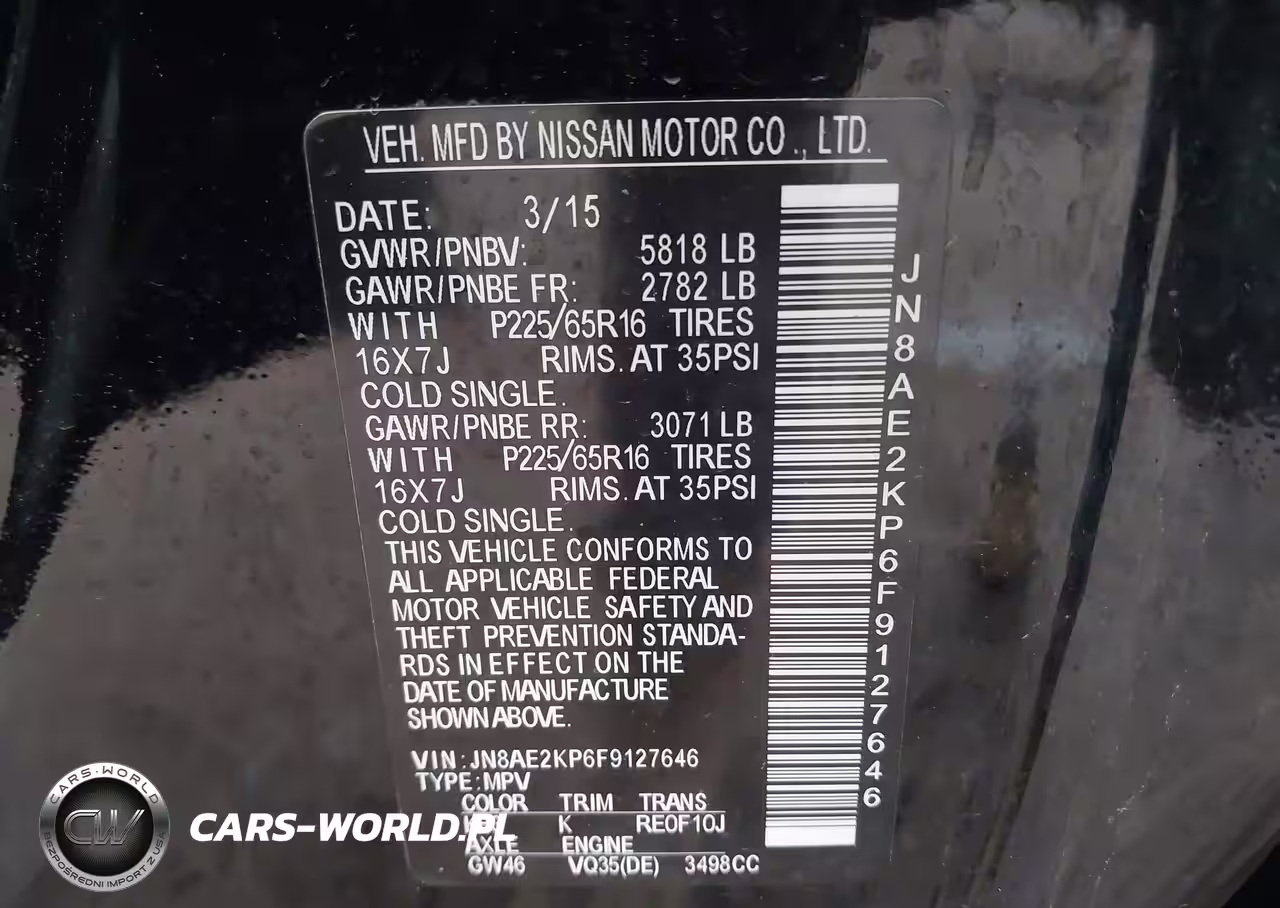 VEH. MFD BY NISSAN MOTOR CO., LTD.
DATE: 3/15
GVWR/PNBV: 5818 LB
GAWR/PNBE FR: 2782 LB
WITH P225/65R16 TIRES
16X7J RIMS. AT 35PSI
COLD SINGLE.
GAWR/PNBE RR: 3071 LB
WITH P225/65R16 TIRES
16X7J RIMS. AT 35PSI
COLD SINGLE.
THIS VEHICLE CONFORMS TO
ALL APPLICABLE FEDERAL
MOTOR VEHICLE SAFETY AND
THEFT PREVENTION STANDA-
RDS IN EFFECT ON THE
DATE OF MANUFACTURE
SHOWN ABOVE.
VIN:JN8AE2KP6F9127646
TYPE:MPV
COLOR TRIM TRANS
K RE0F10J
AXLE ENGINE
GW46 VQ35(DE) 3498CC
JN8AE2KP6F9127646
CARS-WORLD
CW
BEZPOŚREDNI IMPORT Z USA
CARS-WORLD.PL